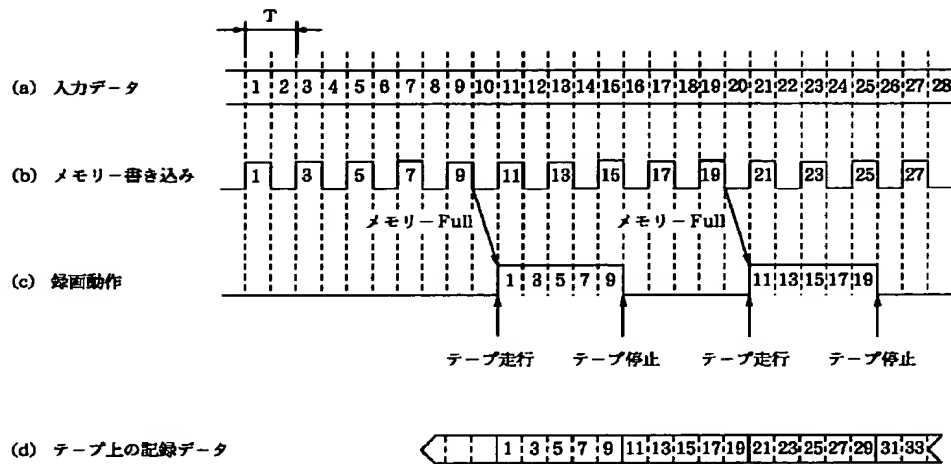 T
(a) 入力データ
1 2 3 4 5 6 7 8 9 10 11 12 13 14 15 16 17 18 19 20 21 22 23 24 25 26 27 28
(b) メモリー書き込み
1 3 5 7 9 11 13 15 17 19 21 23 25 27
メモリーFull メモリーFull
(c) 録画動作
1 3 5 7 9 11 13 15 17 19
テープ走行 テープ停止 テープ走行 テープ停止
(d) テープ上の記録データ
1 3 5 7 9 11 13 15 17 19 21 23 25 27 29 31 33